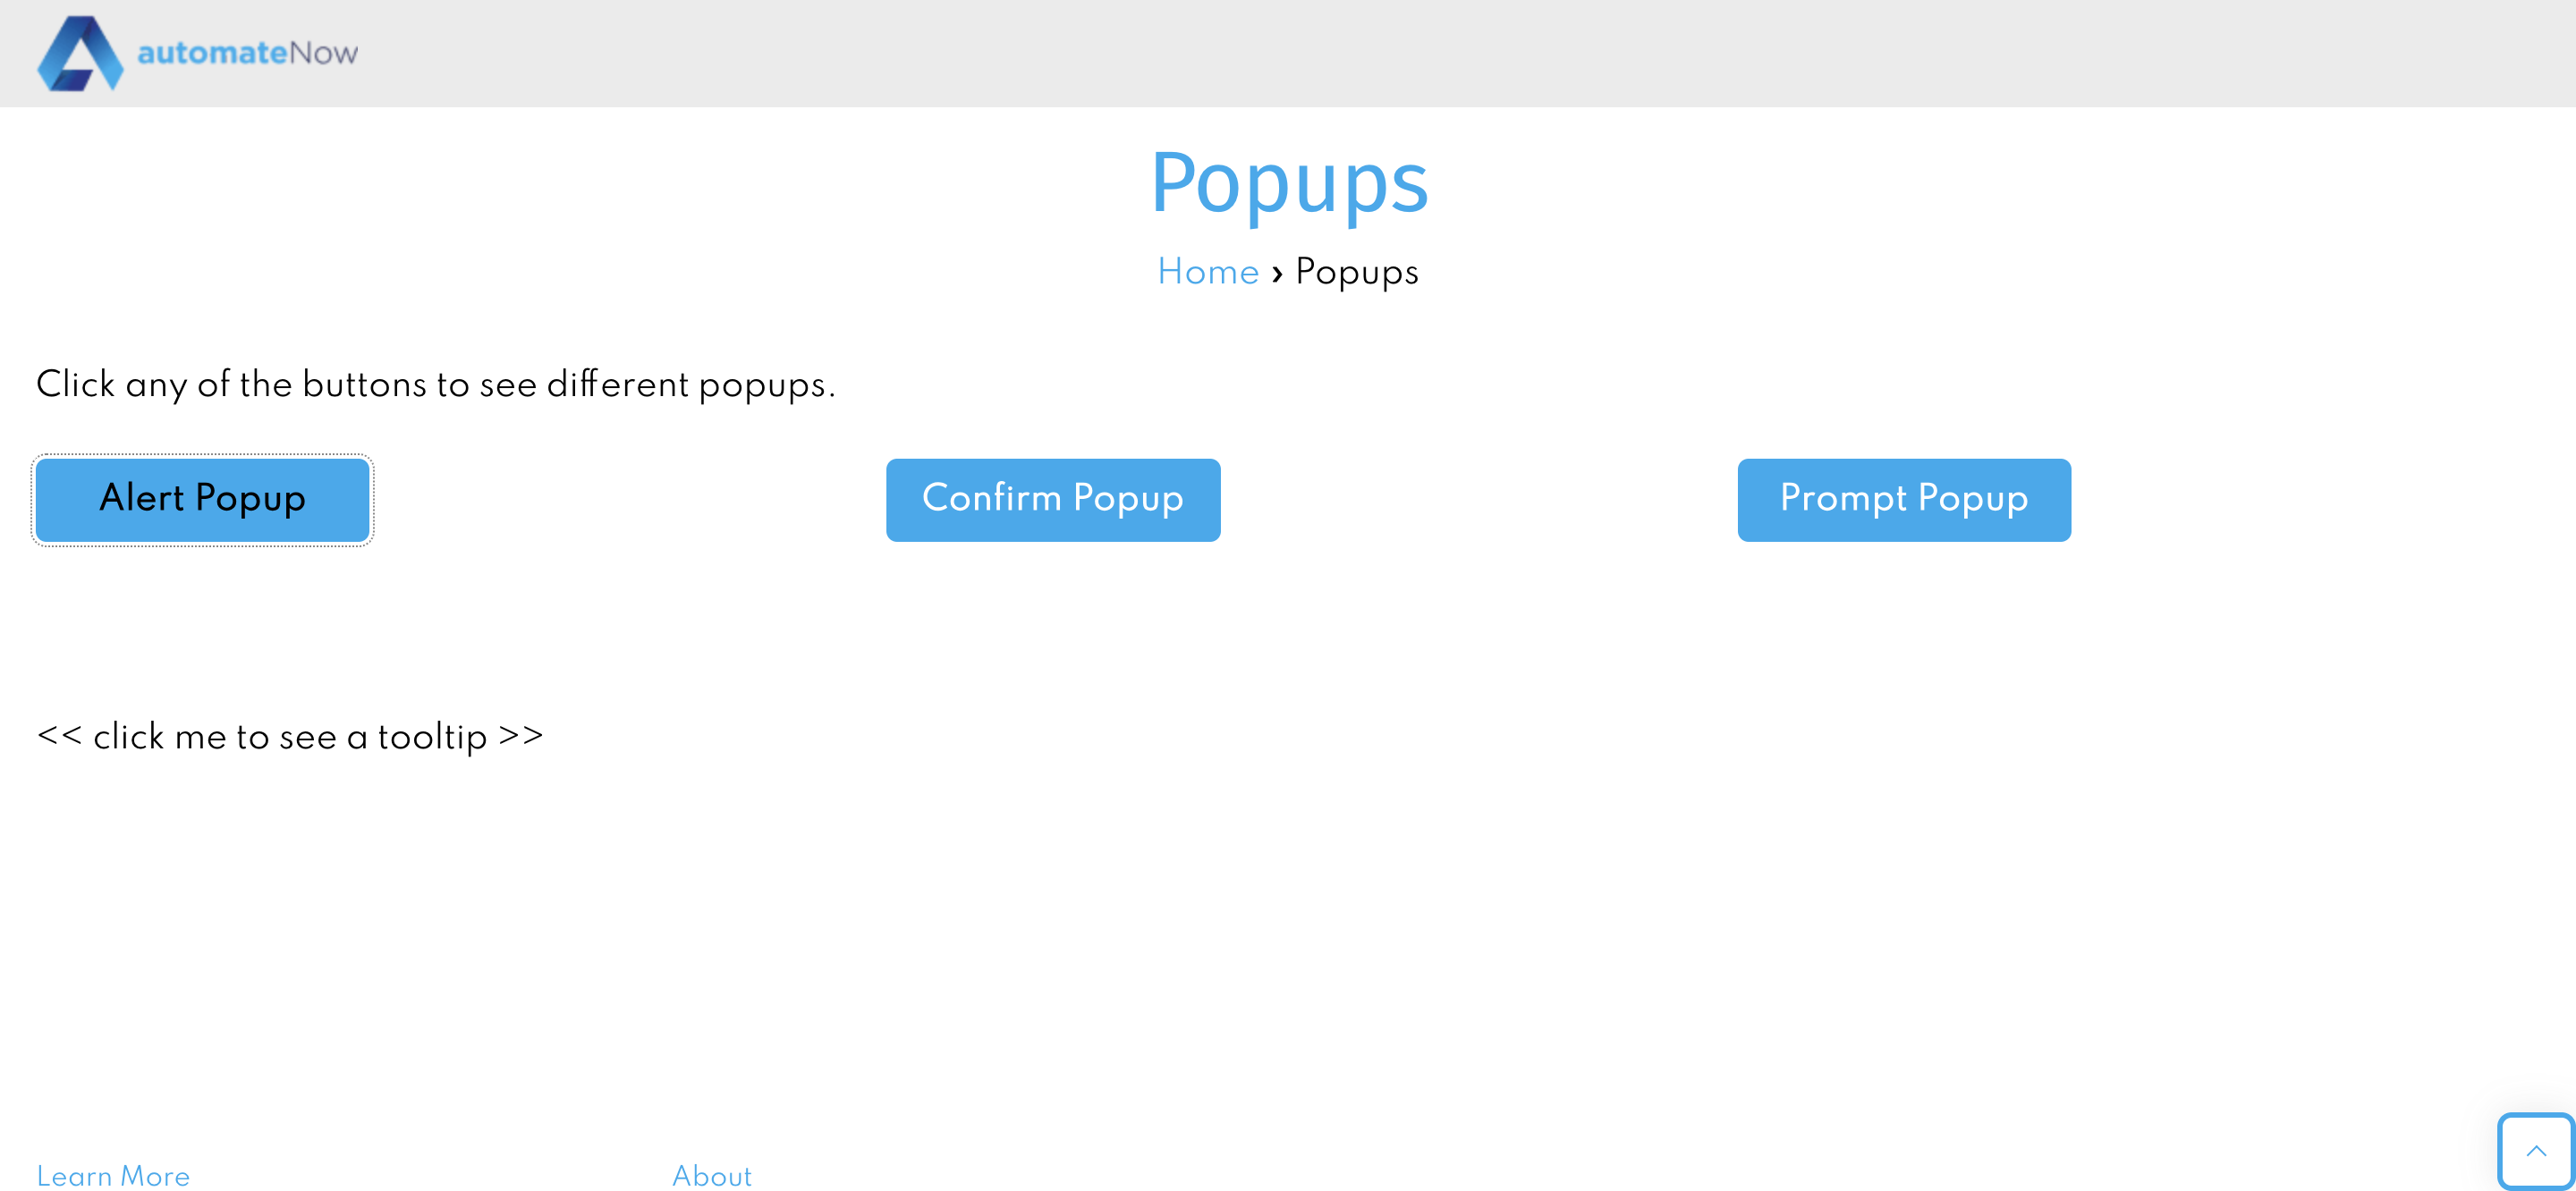 automateNow
Popups
Home › Popups
Click any of the buttons to see different popups.
Alert Popup
Confirm Popup
Prompt Popup
<< click me to see a tooltip >>
Learn More
About